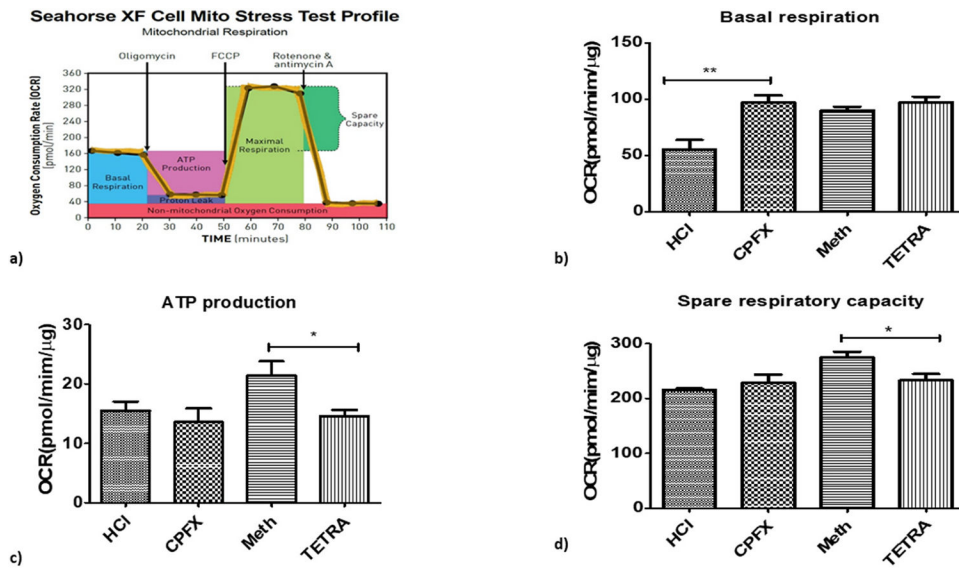 Seahorse XF Cell Mito Stress Test Profile
Mitochondrial Respiration
Oligomycin
FCCP
Rotenone &
antimycin A
Oxygen Consumption Rate (OCR)
[pmol/min]
360
320
280
240
200
160
120
80
40
0
Basal
Respiration
ATP
Production
Proton Leak
Maximal
Respiration
Spare
Capacity
Non-mitochondrial Oxygen Consumption
0
10
20
30
40
50
60
70
80
90
100
110
TIME (minutes)
a)
Basal respiration
OCR(pmol/mim/µg)
150
100
50
0
**
HCl
CPFX
Meth
TETRA
b)
ATP production
OCR(pmol/mim/µg)
30
20
10
0
*
HCl
CPFX
Meth
TETRA
c)
Spare respiratory capacity
OCR(pmol/mim/µg)
300
200
100
0
*
HCl
CPFX
Meth
TETRA
d)